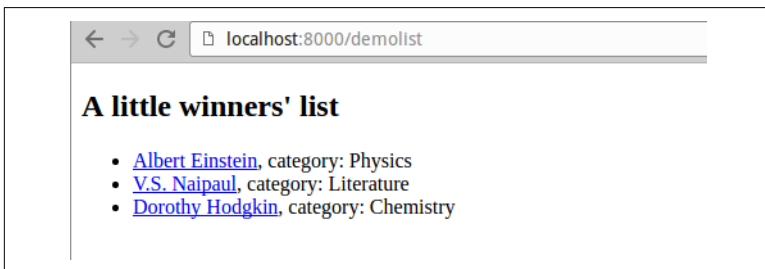 localhost:8000/demolist
A little winners' list
• Albert Einstein, category: Physics
• V.S. Naipaul, category: Literature
• Dorothy Hodgkin, category: Chemistry